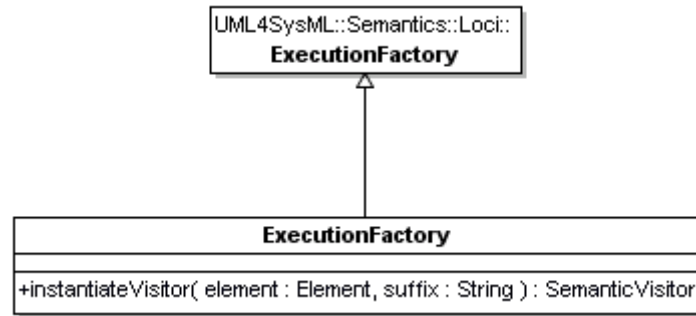 UML4SysML::Semantics::Loci::
ExecutionFactory
ExecutionFactory
+instantiateVisitor( element : Element, suffix : String ) : SemanticVisitor